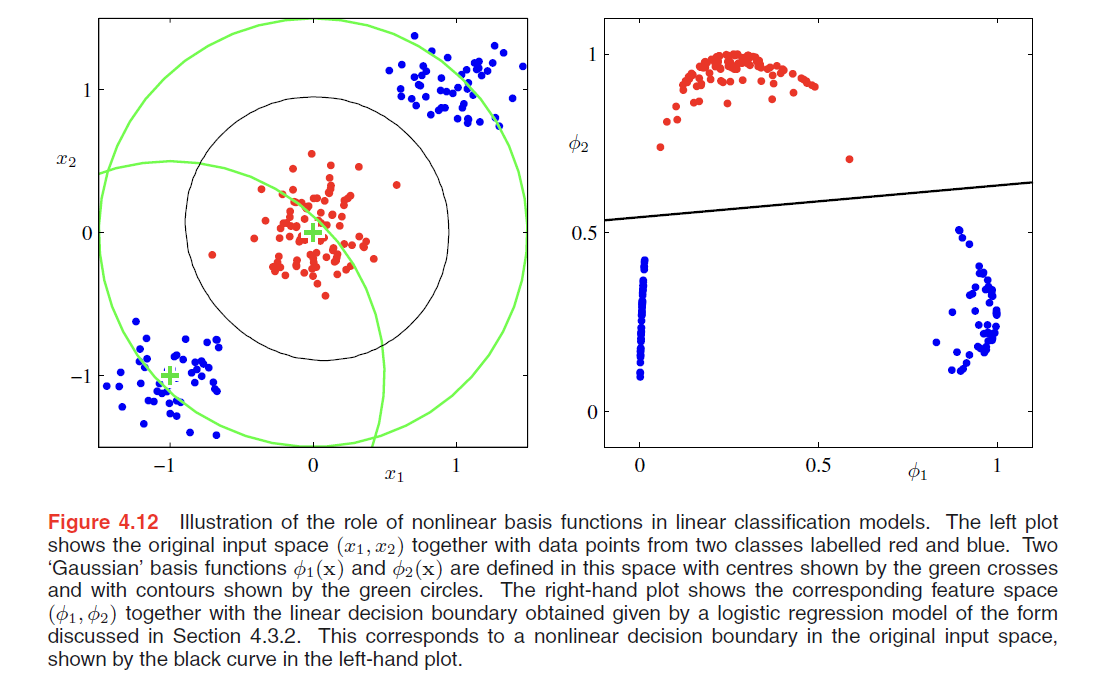 1
x₂
0
−1
−1
0
x₁
1
1
ϕ₂
0.5
0
0
0.5
ϕ₁
1
Figure 4.12 Illustration of the role of nonlinear basis functions in linear classification models. The left plot
shows the original input space (x₁, x₂) together with data points from two classes labelled red and blue. Two
‘Gaussian’ basis functions ϕ₁(x) and ϕ₂(x) are defined in this space with centres shown by the green crosses
and with contours shown by the green circles. The right-hand plot shows the corresponding feature space
(ϕ₁, ϕ₂) together with the linear decision boundary obtained given by a logistic regression model of the form
discussed in Section 4.3.2. This corresponds to a nonlinear decision boundary in the original input space,
shown by the black curve in the left-hand plot.